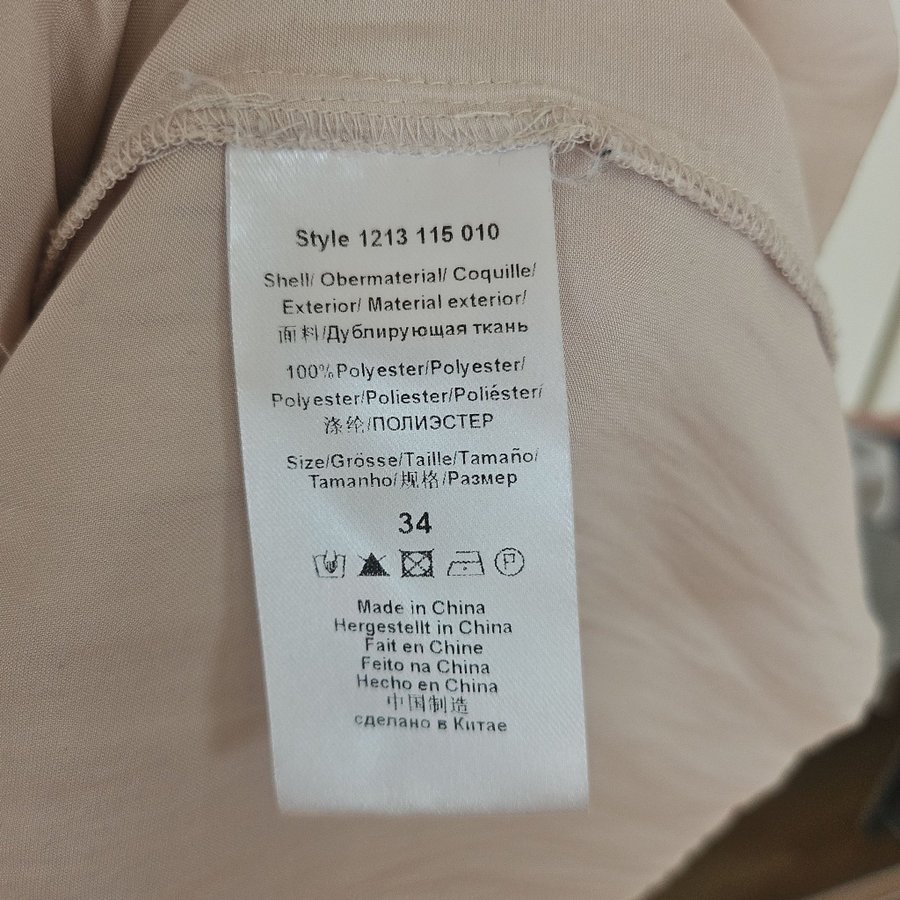 Style 1213 115 010
Shell/ Obermaterial/ Coquille/
Exterior/ Material exterior/
面料/Дублирующая ткань
100%Polyester/Polyester/
Polyester/Poliester/Poliéster/
涤纶/ПОЛИЭСТЕР
Size/Grösse/Taille/Tamaño/
Tamanho/规格/Размер
34
P
Made in China
Hergestellt in China
Fait en Chine
Feito na China
Hecho en China
中国制造
сделано в Китае